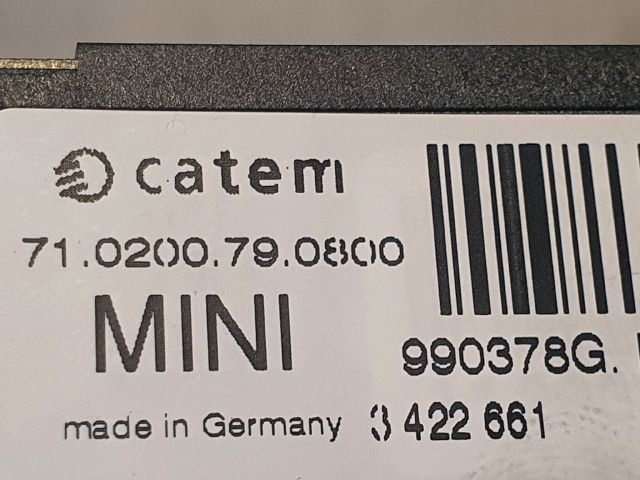 catem
71.0200.79.0800
MINI
990378G.
made in Germany 3 422 661